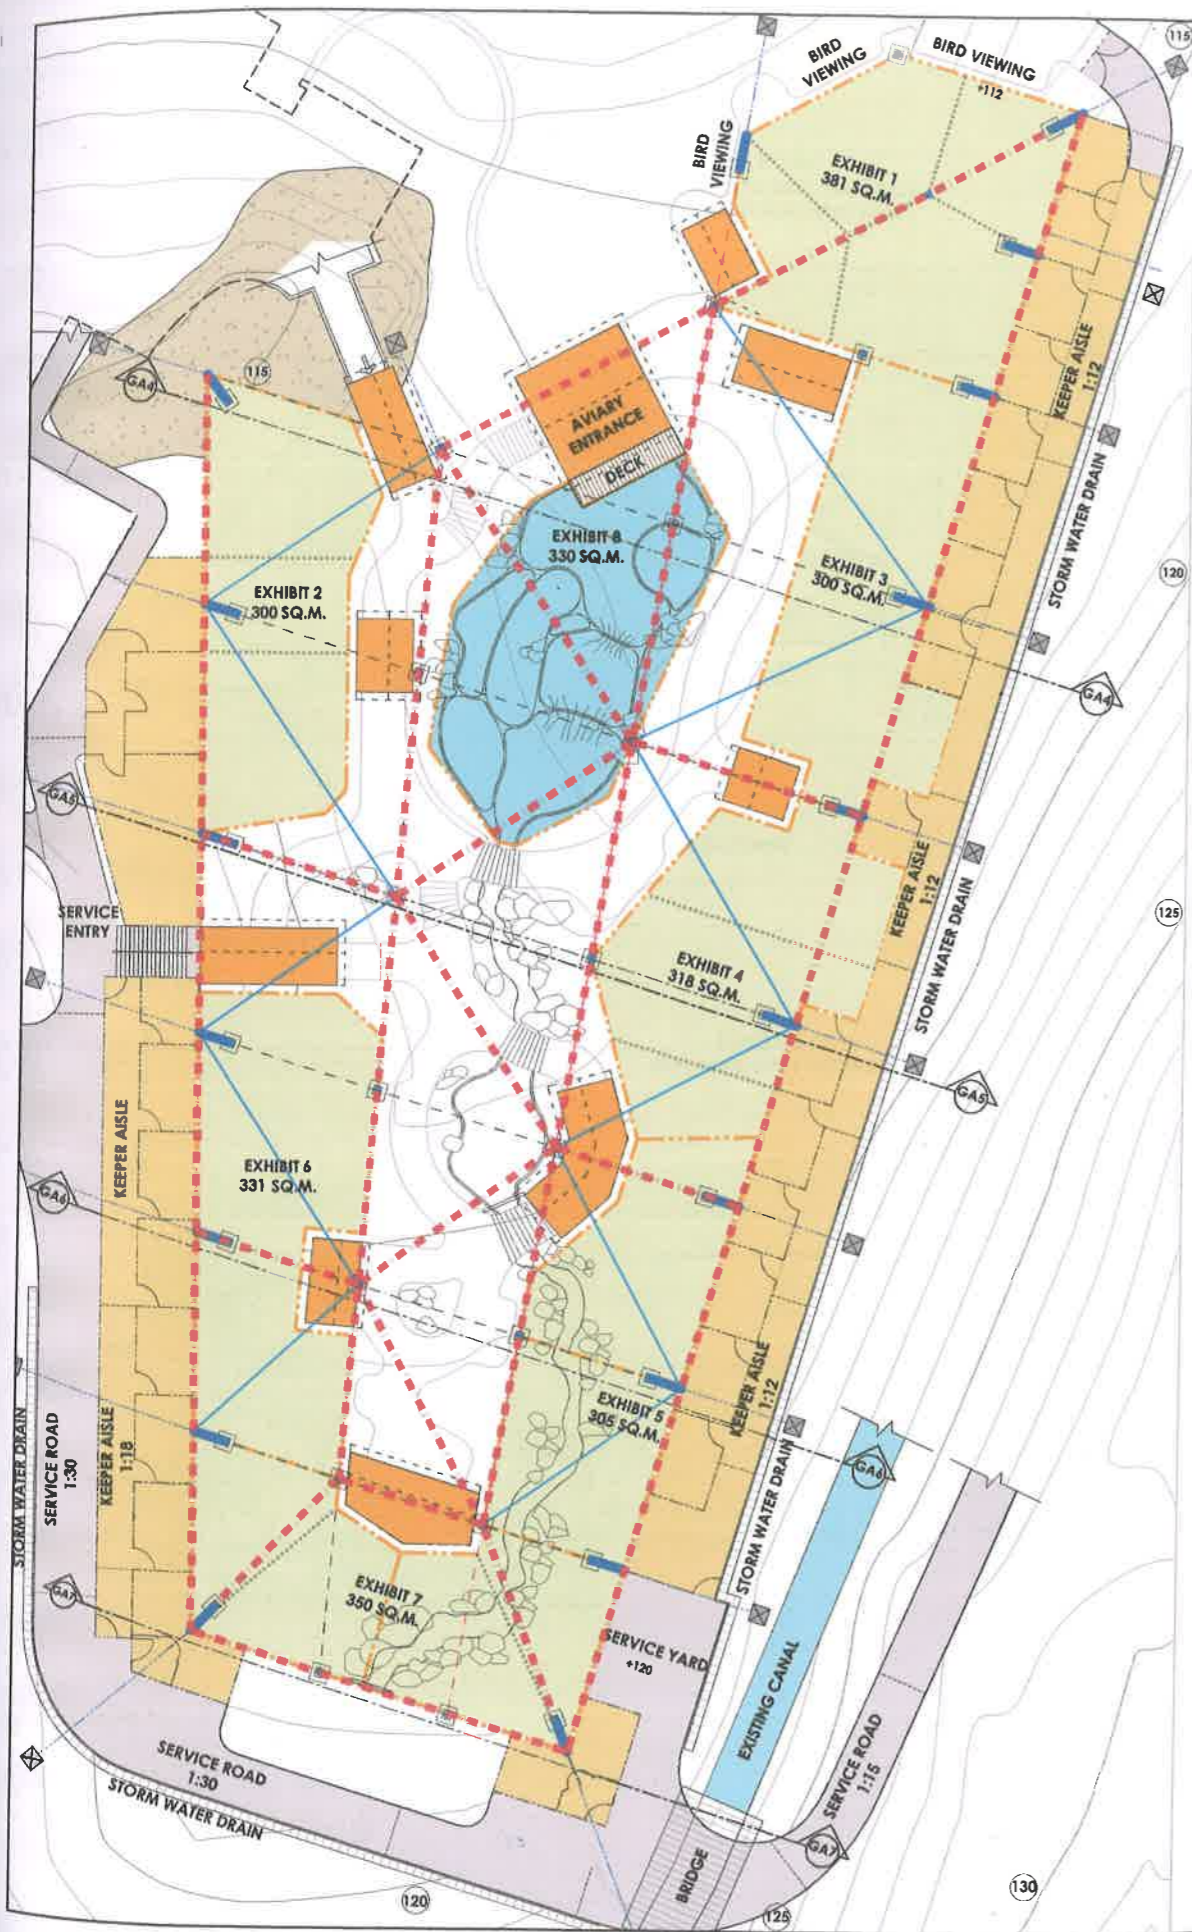 BIRD
VIEWING
BIRD VIEWING
+112
115
BIRD
VIEWING
EXHIBIT 1
381 SQ.M.
KEEPER AISLE
1:12
GA4
115
AVIARY
ENTRANCE
DECK
STORM WATER DRAIN
EXHIBIT 8
330 SQ.M.
EXHIBIT 3
300 SQ.M.
120
EXHIBIT 2
300 SQ.M.
GA4
GA5
KEEPER AISLE
1:12
SERVICE
ENTRY
125
STORM WATER DRAIN
EXHIBIT 4
318 SQ.M.
GA5
KEEPER AISLE
EXHIBIT 6
331 SQ.M.
GA6
KEEPER AISLE
1:12
EXHIBIT 5
305 SQ.M.
STORM WATER DRAIN
SERVICE ROAD
1:30
KEEPER AISLE
1:18
GA6
STORM WATER DRAIN
GA7
EXHIBIT 7
350 SQ.M.
SERVICE YARD
+120
EXISTING CANAL
SERVICE ROAD
1:15
SERVICE ROAD
1:30
STORM WATER DRAIN
GA7
BRIDGE
120
125
130